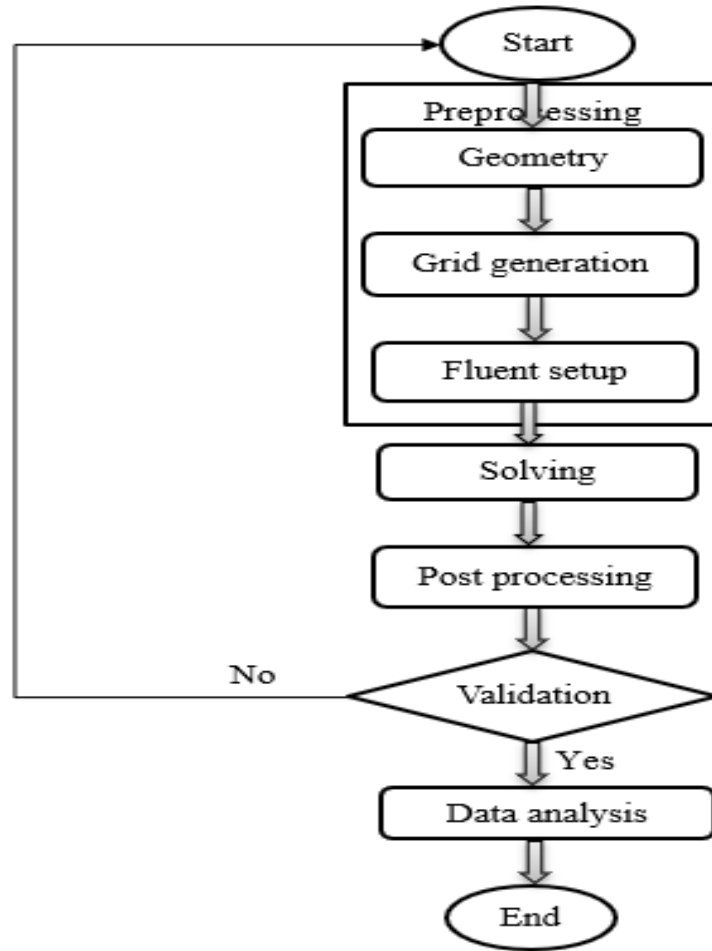 Start
Preprocessing
Geometry
Grid generation
Fluent setup
Solving
Post processing
No
Validation
Yes
Data analysis
End